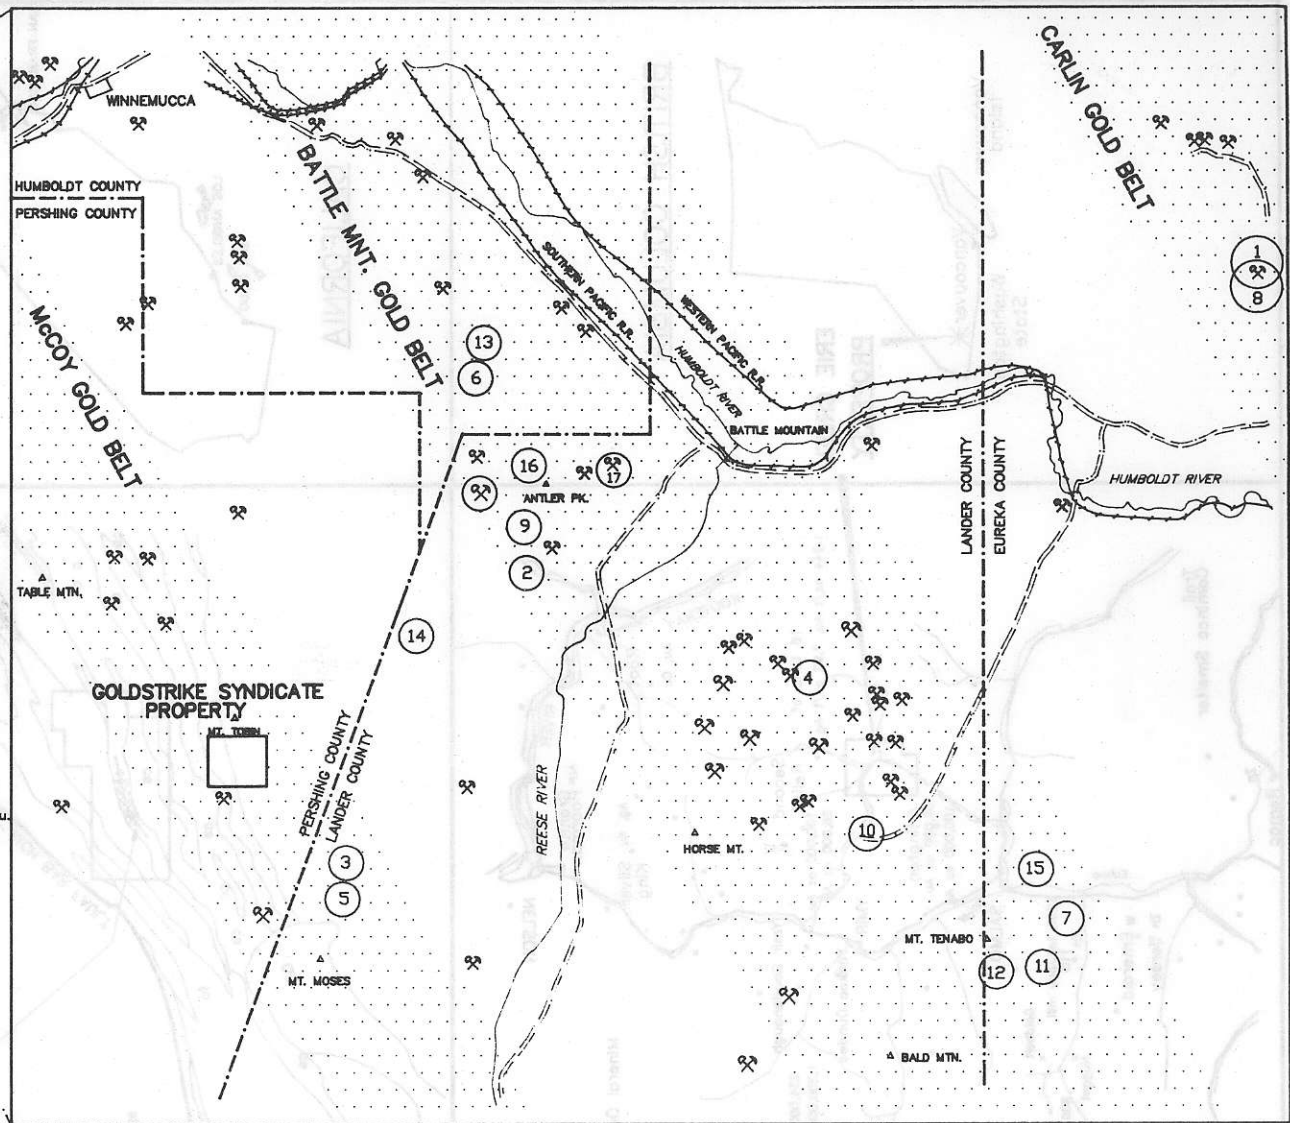 CARLIN GOLD BELT
WINNEMUCCA
HUMBOLDT COUNTY
PERSHING COUNTY
BATTLE MNT. GOLD BELT
McCOY GOLD BELT
SOUTHERN PACIFIC R.R.
WESTERN PACIFIC R.R.
HUMBOLDT RIVER
BATTLE MOUNTAIN
1
8
13
6
16
17
ANTLER PK.
9
2
LANDER COUNTY
EUREKA COUNTY
HUMBOLDT RIVER
TABLE MTN.
14
4
GOLDSTRIKE SYNDICATE
PROPERTY
MT. TOBIN
PERSHING COUNTY
LANDER COUNTY
REESE RIVER
HORSE MT.
10
3
5
15
7
MT. TENABO
12
11
MT. MOSES
BALD MTN.